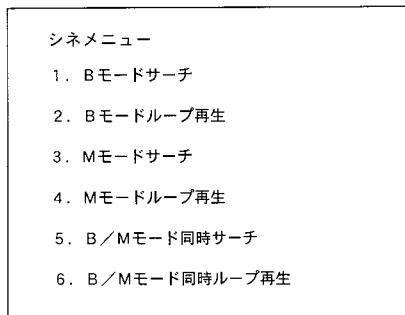 シネメニュー
1．Bモードサーチ
2．Bモードループ再生
3．Mモードサーチ
4．Mモードループ再生
5．B／Mモード同時サーチ
6．B／Mモード同時ループ再生